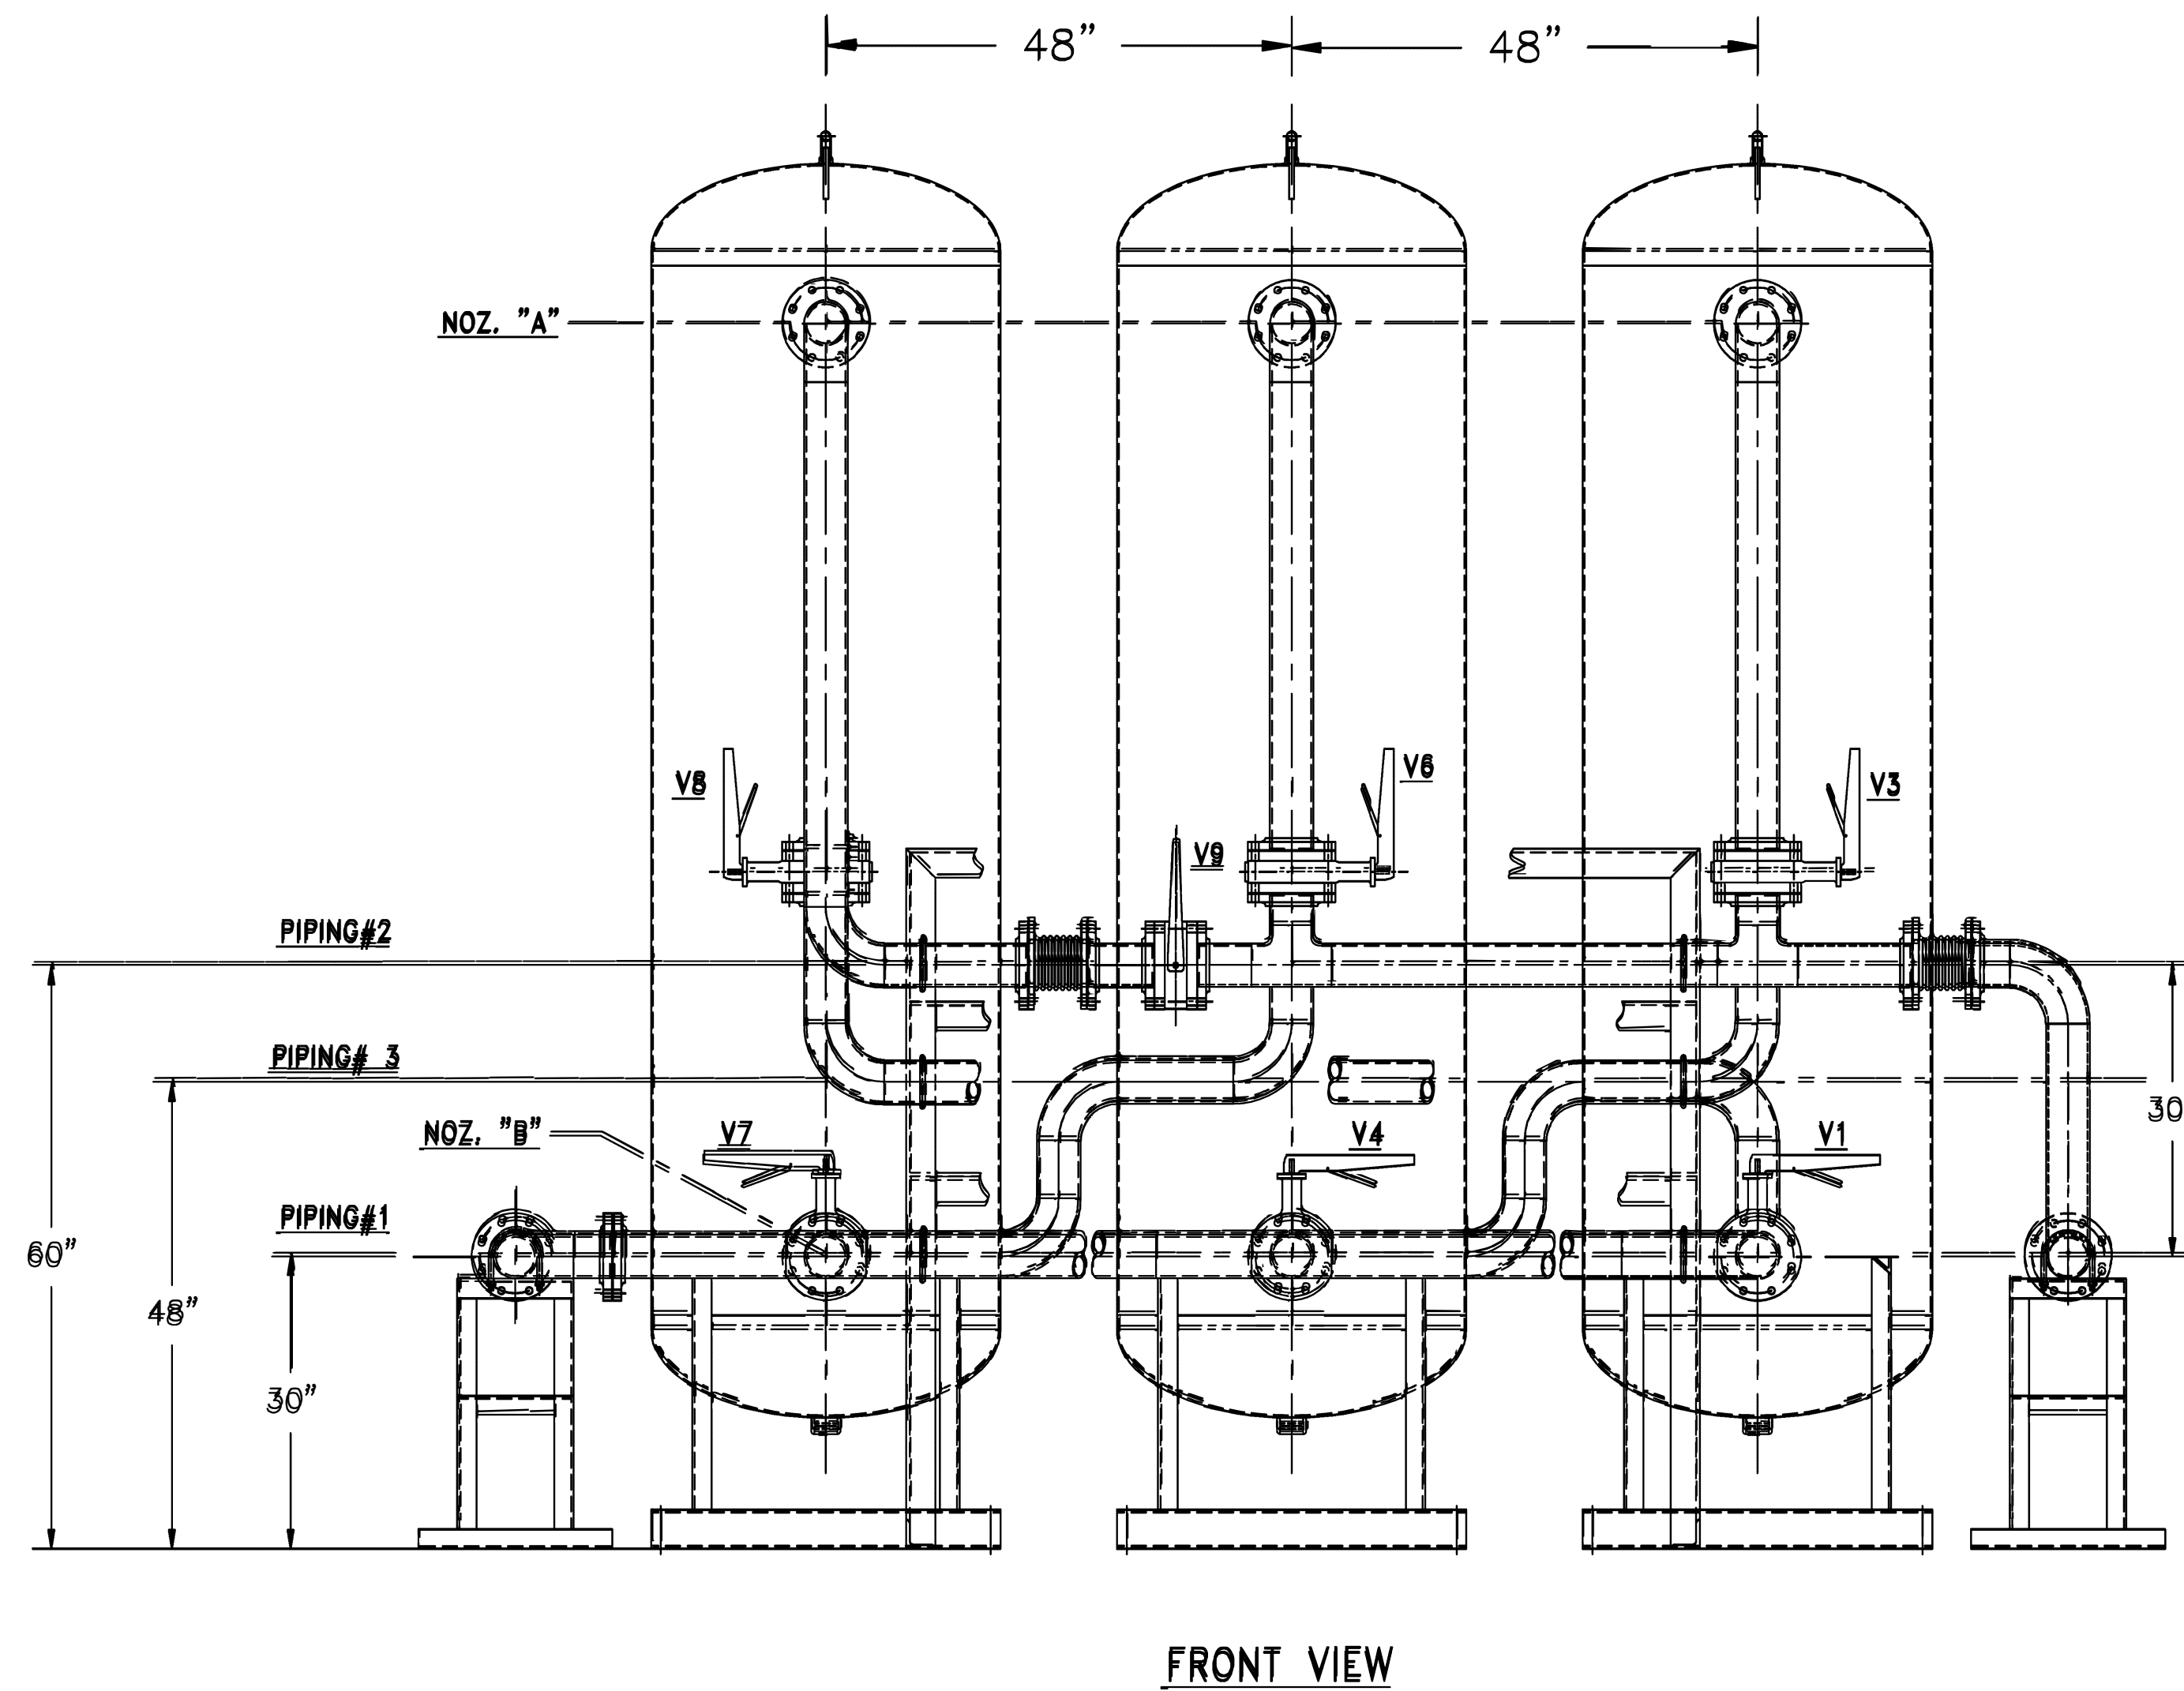 48”
48”
NOZ. ”A”
V8
V6
V3
V9
PIPING#2
PIPING# 3
NOZ. ”B”
V7
V4
V1
30
PIPING#1
60”
48”
30”
FRONT VIEW